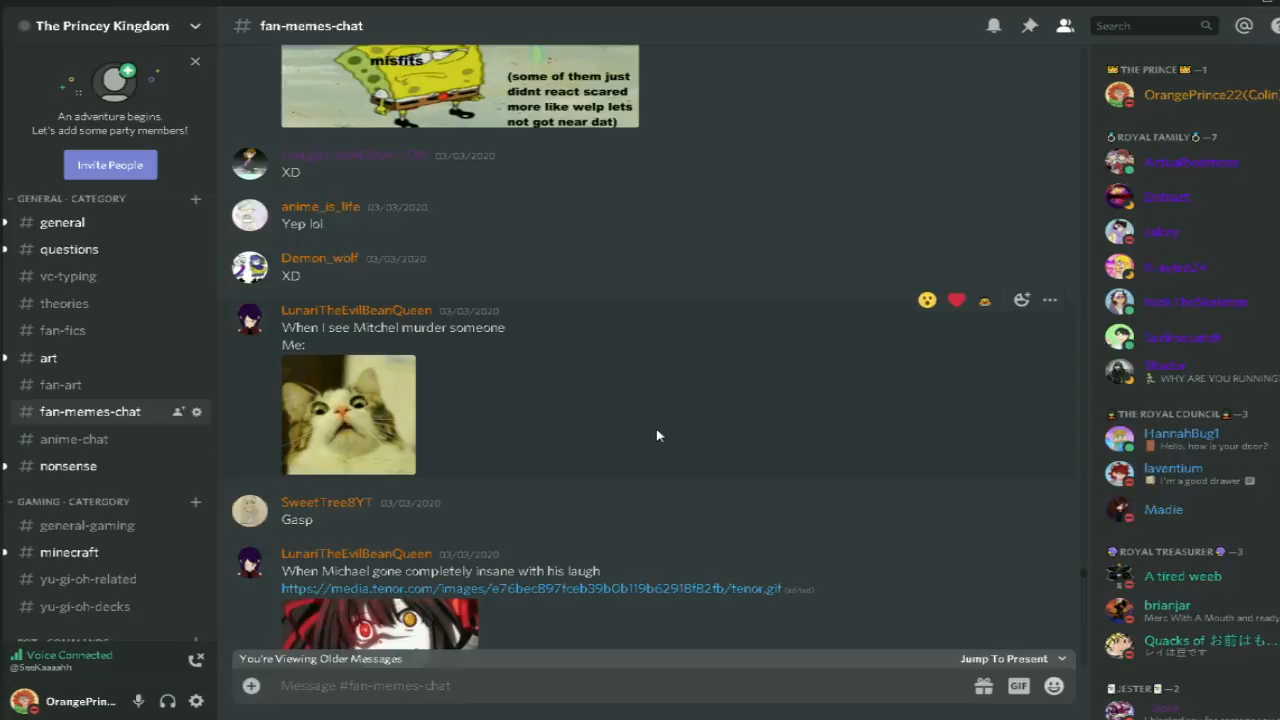 The Princey Kingdom
An adventure begins.
Let's add some party members!
Invite People
GENERAL - CATEGORY
# general
# questions
# vc-typing
# theories
# fan-fics
# art
# fan-art
# fan-memes-chat
# anime-chat
# nonsense
GAMING - CATERGORY
# general-gaming
# minecraft
# yu-gi-oh-related
# yu-gi-oh-decks
Voice Connected
@SeeKaaaahh
OrangePrin...
# fan-memes-chat
Search
misfits
(some of them just
didnt react scared
more like welp lets
not got near dat)
03/03/2020
XD
anime_is_life 03/03/2020
Yep lol
Demon_wolf 03/03/2020
XD
LunariTheEvilBeanQueen 03/03/2020
When I see Mitchel murder someone
Me:
SweetTree8YT 03/03/2020
Gasp
LunariTheEvilBeanQueen 03/03/2020
When Michael gone completely insane with his laugh
https://media.tenor.com/images/e76bec897fceb39b0b119b62918f82fb/tenor.gif (edited)
You're Viewing Older Messages
Jump To Present
Message #fan-memes-chat
GIF
THE PRINCE —1
OrangePrince22(Colin)
ROYAL FAMILY —7
WHY ARE YOU RUNNING
THE ROYAL COUNCIL —3
HannahBug1
Hello, how is your door?
laventium
I'm a good drawer
Madie
ROYAL TREASURER —3
A tired weeb
brianjar
Merc With A Mouth and ready
Quacks of お前はも...
レイは豆です
JESTER —2